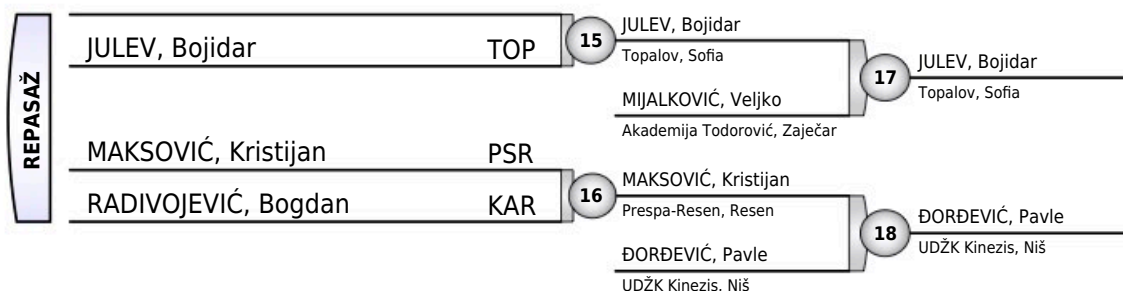 REPASAŽ
JULEV, Bojidar TOP
MAKSOVIĆ, Kristijan PSR
RADIVOJEVIĆ, Bogdan KAR
15
16
JULEV, Bojidar
Topalov, Sofia
MIJALKOVIĆ, Veljko
Akademija Todorović, Zaječar
MAKSOVIĆ, Kristijan
Prespa-Resen, Resen
ĐORĐEVIĆ, Pavle
UDŽK Kinezis, Niš
17
18
JULEV, Bojidar
Topalov, Sofia
ĐORĐEVIĆ, Pavle
UDŽK Kinezis, Niš